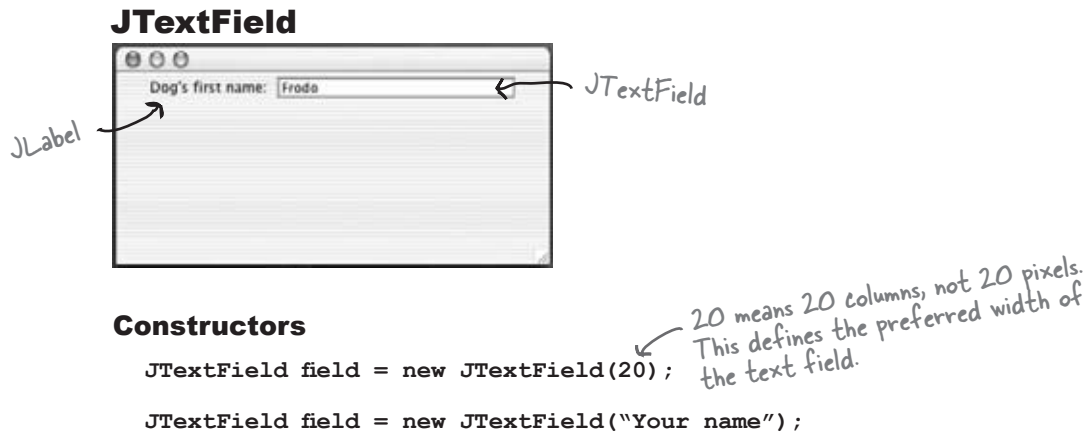 JTextField
Dog's first name: Frodo
JTextField
JLabel
Constructors
20 means 20 columns, not 20 pixels.
This defines the preferred width of
the text field.
JTextField field = new JTextField(20);
JTextField field = new JTextField(“Your name”);